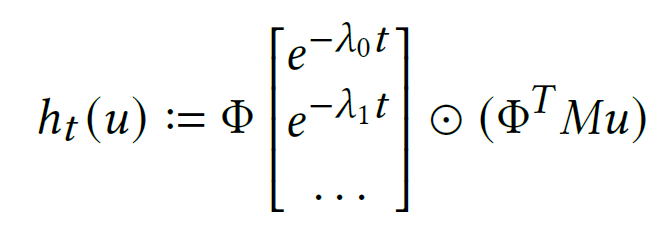 h_t(u) := Φ [ e^{-λ_0 t} e^{-λ_1 t} ... ] ⊙ (Φ^T M u)